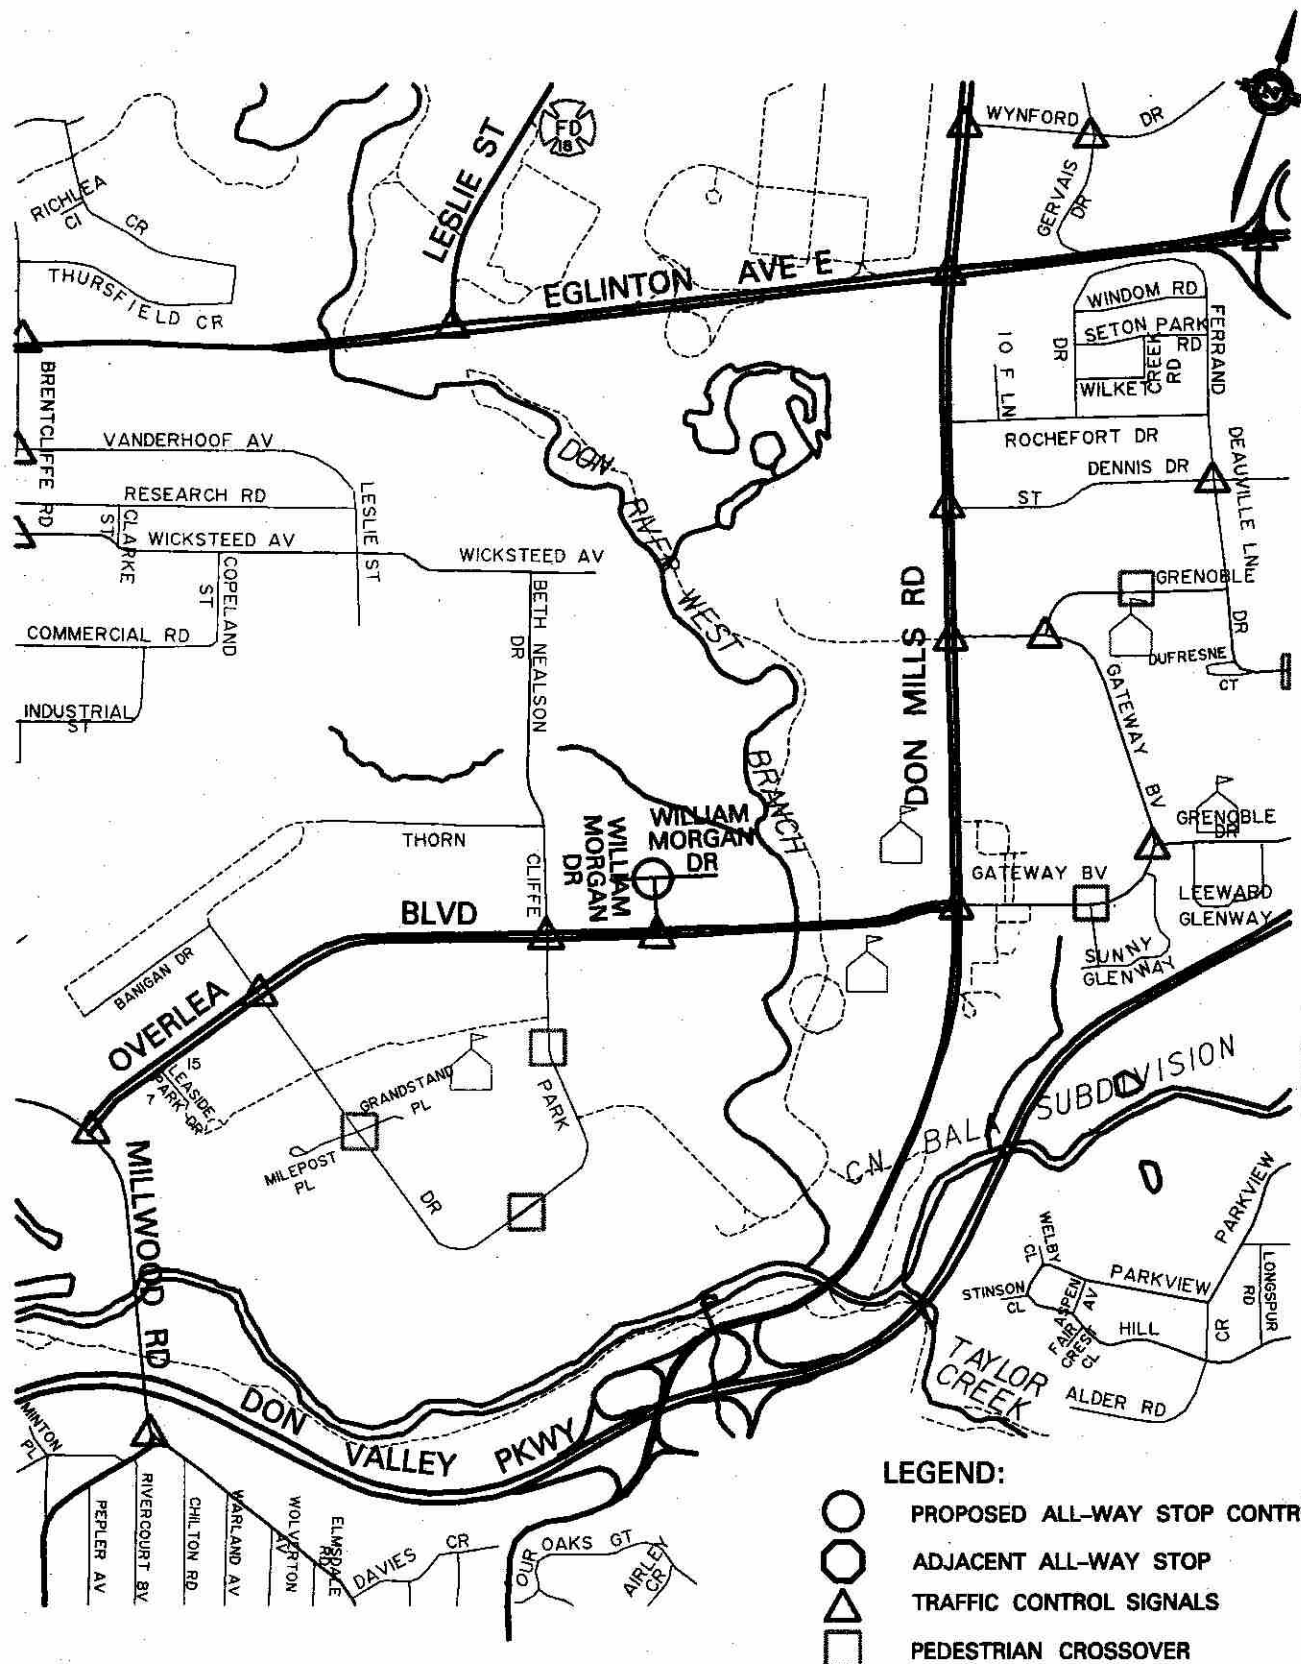 FD
18
N
WYNFORD DR
LESLIE ST
GERVAIS
DR
RICHLEA
CI
CR
THURSFIELD CR
EGLINTON AVE E
WINDOM RD
SETON PARK
RD
FERRAND
DR
CREEK
RD
WILKET
10 F LN
BRENTCLIFFE RD
VANDERHOOF AV
DON
ROCHEFORT DR
DENNIS DR
ST
DEAUVILLE LN
RESEARCH RD
LESLIE ST
CLARKE
ST
WICKSTEED AV
WICKSTEED AV
COPELAND
ST
RIVER
WEST
DON MILLS RD
GRENOBLE
DR
COMMERCIAL RD
BETH NEALSON
DR
DUFRESNE
CT
GATEWAY
BV
INDUSTRIAL
ST
BRANCH
THORN
CLIFFE
WILLIAM
MORGAN
DR
WILLIAM
MORGAN
DR
GRENOBLE
DR
GATEWAY BV
LEEWARD
GLENWAY
BLVD
SUNNY
GLENWAY
BANIGAN DR
OVERLEA
15
LEASIDE
PARK DR
7
GRANDSTAND
PL
PARK
MILEPOST
PL
DR
CN BALA SUBDIVISION
MILLWOOD RD
PARKVIEW
WELBY
CL
STINSON
CL
ASPEN
AV
PARKVIEW
LONGSPUR
RD
FAIR
CREST
CL
HILL
CR
TAYLOR
CREEK
ALDER RD
DON VALLEY PKWY
MINTON
PL
PEPLER AV
RIVERCOURT BV
CHILTON RD
WARLAND AV
WOLVERTON
AV
ELMSDALE
RD
DAVIES CR
FOUR OAKS GT
AIRLEY
CR
LEGEND:
PROPOSED ALL-WAY STOP CONTR
ADJACENT ALL-WAY STOP
TRAFFIC CONTROL SIGNALS
PEDESTRIAN CROSSOVER